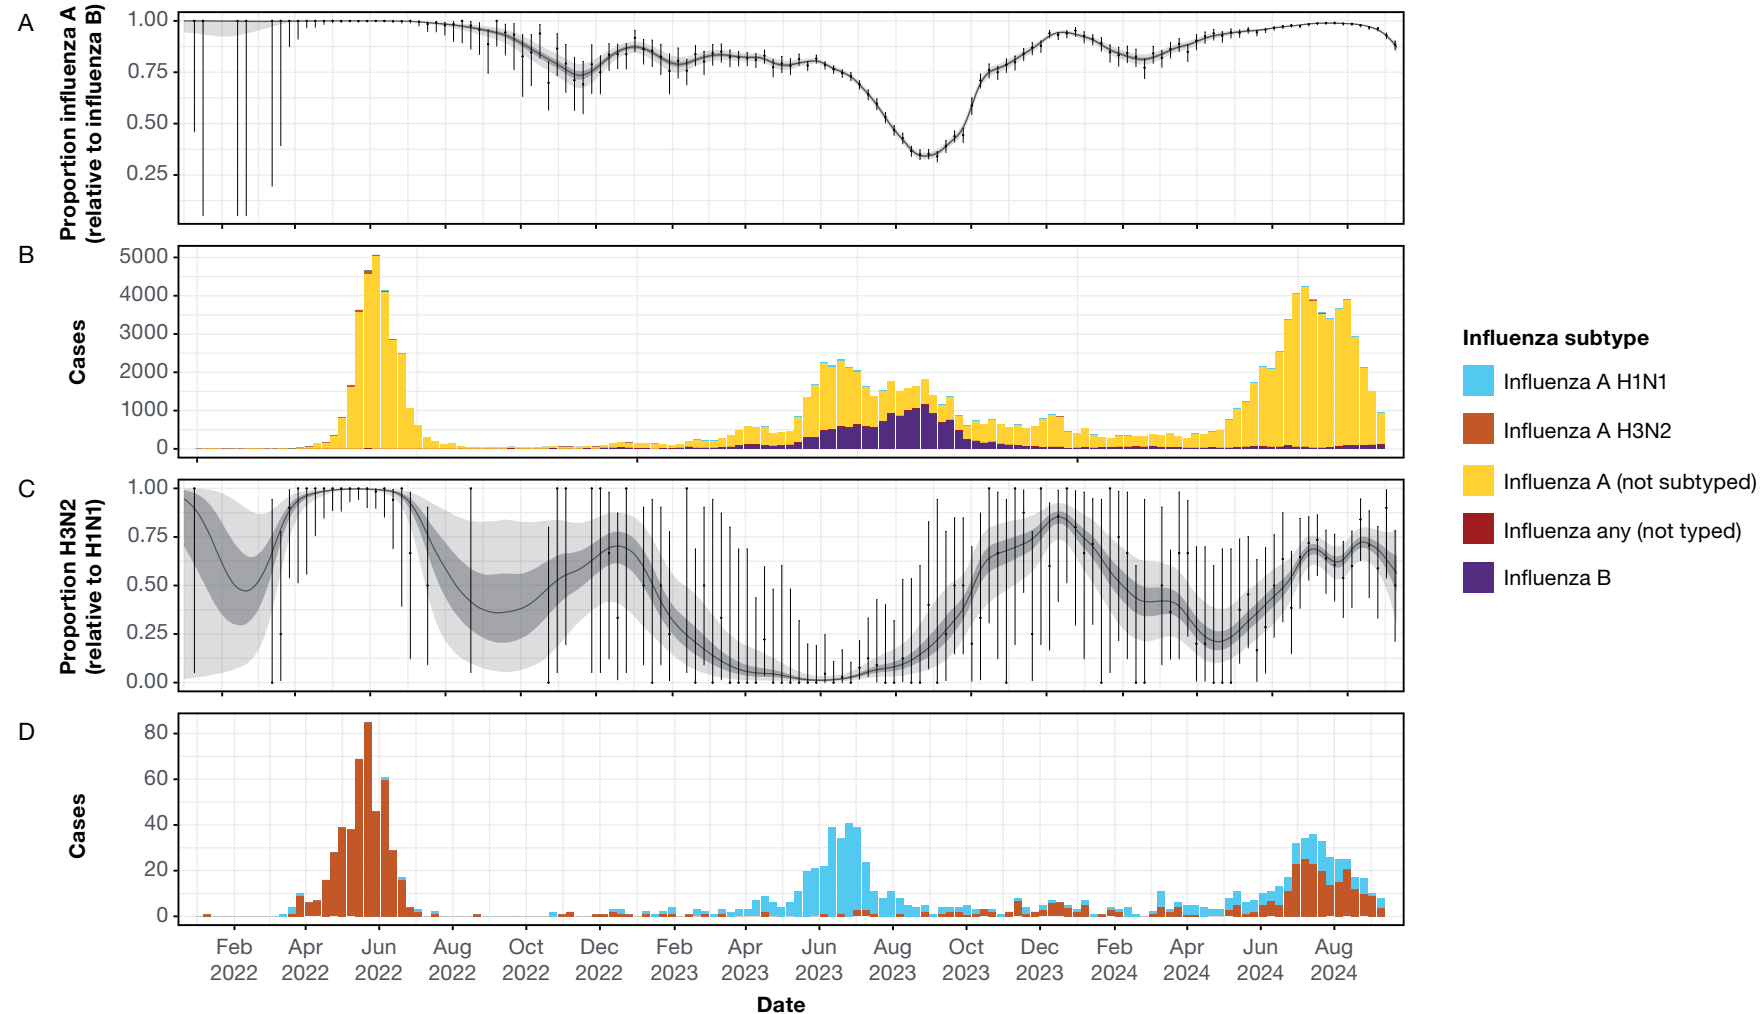 A
Proportion influenza A
(relative to influenza B)
1.00
0.75
0.50
0.25
B
Cases
5000
4000
3000
2000
1000
0
C
Proportion H3N2
(relative to H1N1)
1.00
0.75
0.50
0.25
0.00
D
Cases
80
60
40
20
0
Feb Apr Jun Aug Oct Dec Feb Apr Jun Aug Oct Dec Feb Apr Jun Aug
2022 2022 2022 2022 2022 2022 2023 2023 2023 2023 2023 2023 2024 2024 2024 2024
Date
Influenza subtype
Influenza A H1N1
Influenza A H3N2
Influenza A (not subtyped)
Influenza any (not typed)
Influenza B